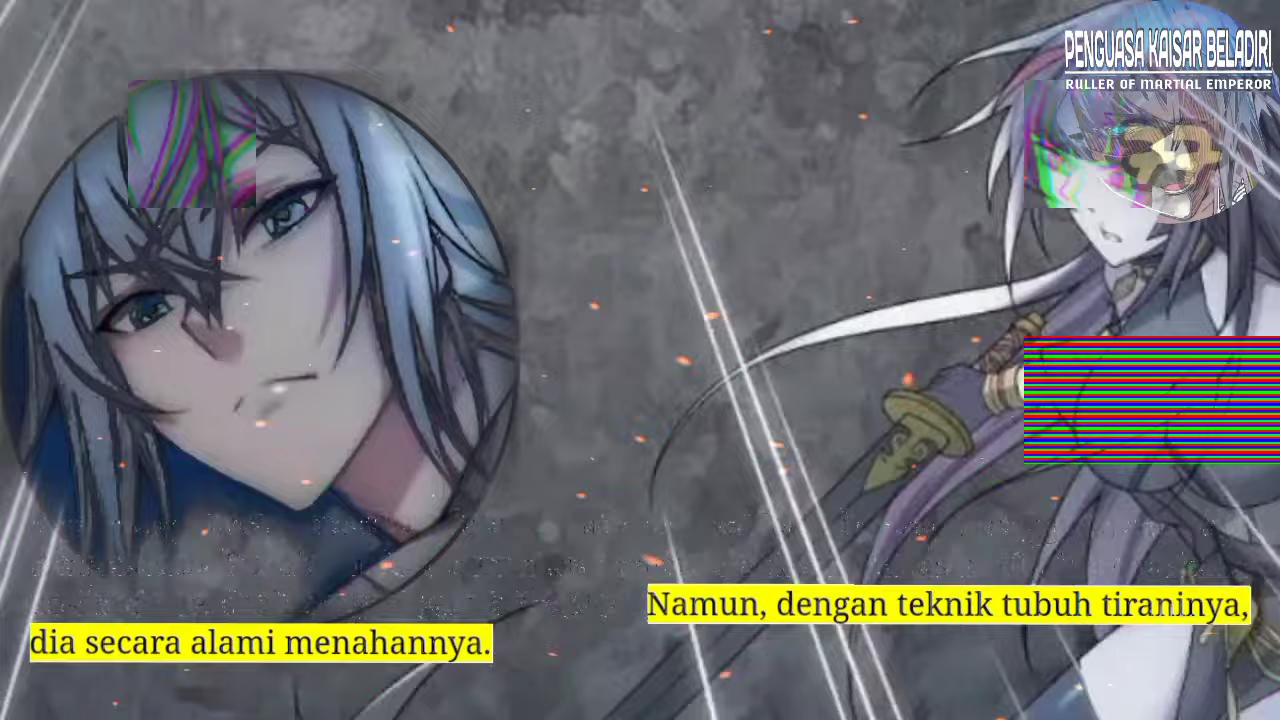 PENGUASA KAISAR BELADIRI
RULLER OF MARTIAL EMPEROR
Namun, dengan teknik tubuh tiraninya,
dia secara alami menahannya.